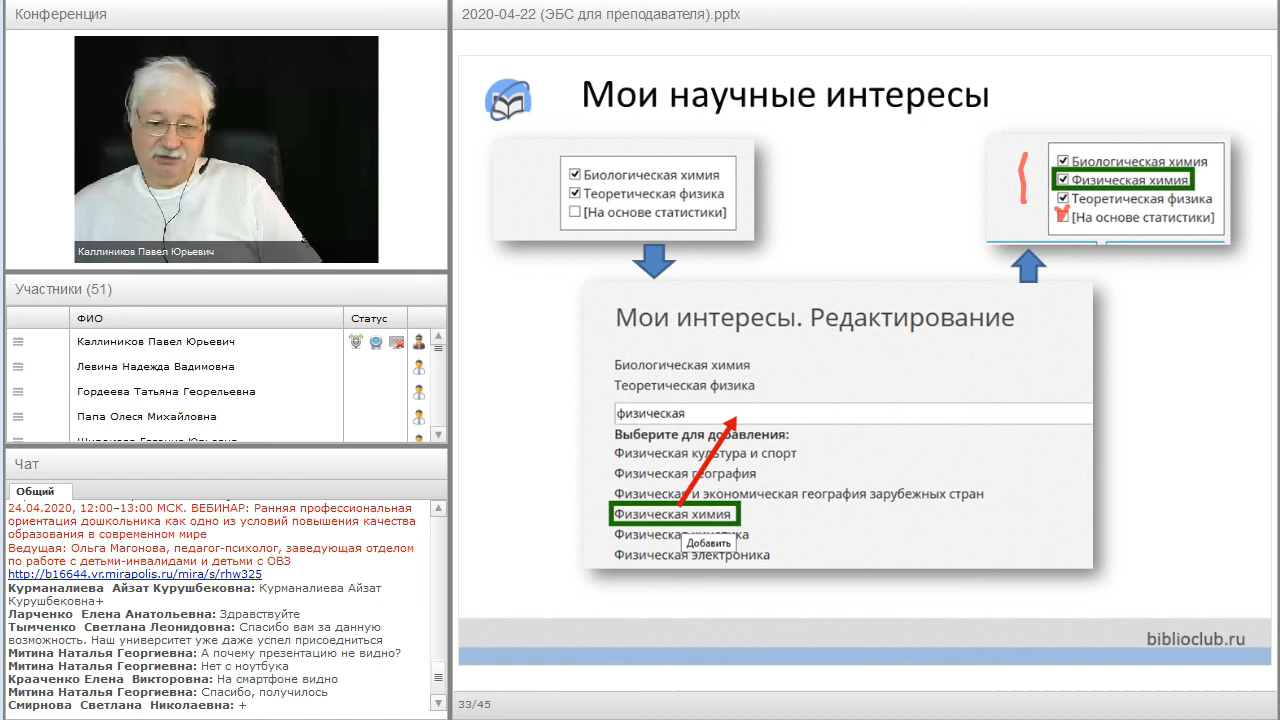 Конференция
Каллиников Павел Юрьевич
Участники (51)
ФИО
Статус
Каллиников Павел Юрьевич
Левина Надежда Вадимовна
Гордеева Татьяна Георельевна
Папа Олеся Михайловна
Чат
Общий
24.04.2020, 12:00–13:00 МСК. ВЕБИНАР: Ранняя профессиональная
ориентация дошкольника как одно из условий повышения качества
образования в современном мире
Ведущая: Ольга Магонова, педагог-психолог, заведующая отделом
по работе с детьми-инвалидами и детьми с ОВЗ
http://b16644.vr.mirapolis.ru/mira/s/rhw325
Курманалиева Айзат Курушбековна: Курманалиева Айзат
Курушбековна+
Ларченко Елена Анатольевна: Здравствуйте
Тымченко Светлана Леонидовна: Спасибо вам за данную
возможность. Наш университет уже даже успел присоедниться
Митина Наталья Георгиевна: А почему презентацию не видно?
Митина Наталья Георгиевна: Нет с ноутбука
Крааченко Елена Викторовна: На смартфоне видно
Митина Наталья Георгиевна: Спасибо, получилось
Смирнова Светлана Николаевна: +
2020-04-22 (ЭБС для преподавателя).pptx
Мои научные интересы
Биологическая химия
Теоретическая физика
[На основе статистики]
Биологическая химия
Физическая химия
Теоретическая физика
[На основе статистики]
Мои интересы. Редактирование
Биологическая химия
Теоретическая физика
физическая
Выберите для добавления:
Физическая культура и спорт
Физическая география
Физическая и экономическая география зарубежных стран
Физическая химия
Физическая
Добавить
Физическая электроника
biblioclub.ru
33/45